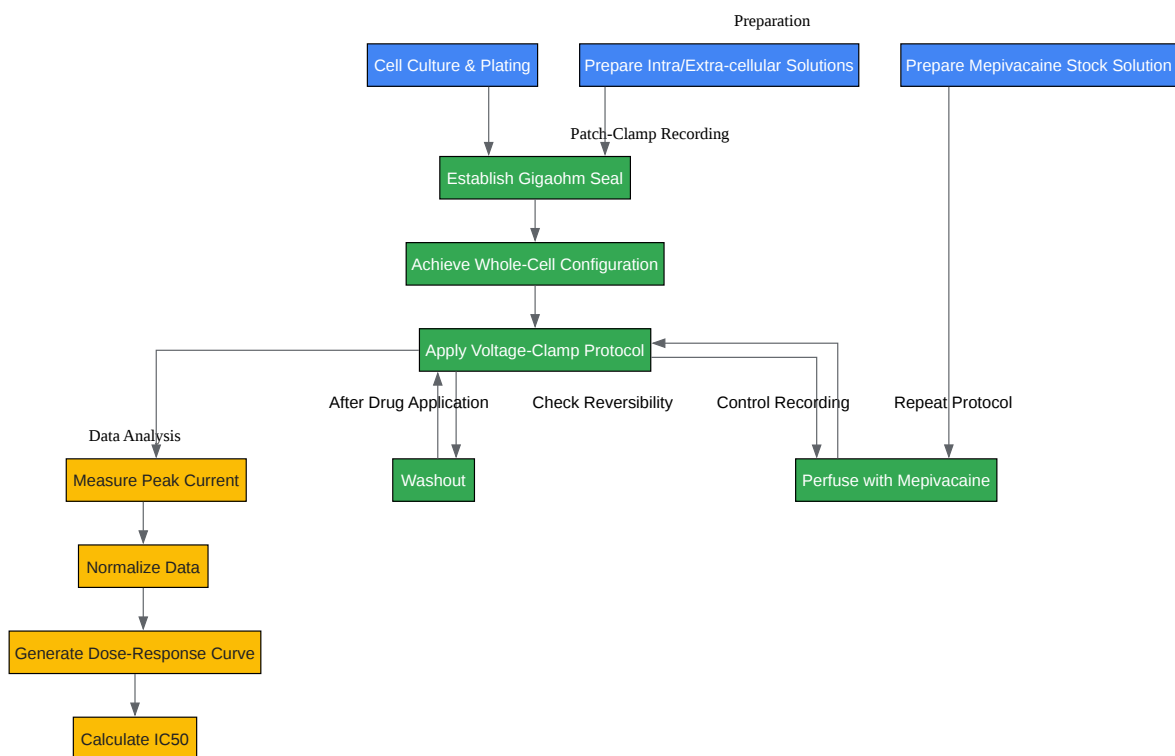 Preparation
Cell Culture & Plating
Prepare Intra/Extra-cellular Solutions
Prepare Mepivacaine Stock Solution
Patch-Clamp Recording
Establish Gigaohm Seal
Achieve Whole-Cell Configuration
Apply Voltage-Clamp Protocol
After Drug Application
Check Reversibility
Control Recording
Repeat Protocol
Data Analysis
Measure Peak Current
Washout
Perfuse with Mepivacaine
Normalize Data
Generate Dose-Response Curve
Calculate IC50